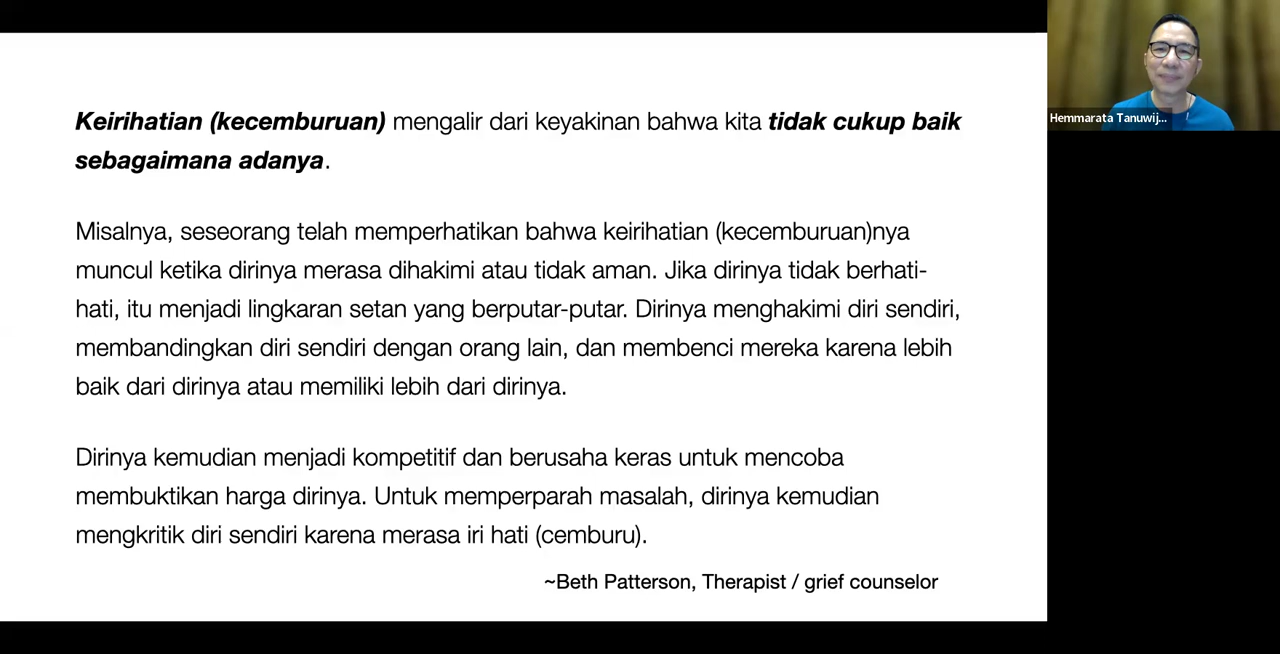 Keirihatian (kecemburuan) mengalir dari keyakinan bahwa kita tidak cukup baik
sebagaimana adanya.
Misalnya, seseorang telah memperhatikan bahwa keirihatian (kecemburuan)nya
muncul ketika dirinya merasa dihakimi atau tidak aman. Jika dirinya tidak berhati-
hati, itu menjadi lingkaran setan yang berputar-putar. Dirinya menghakimi diri sendiri,
membandingkan diri sendiri dengan orang lain, dan membenci mereka karena lebih
baik dari dirinya atau memiliki lebih dari dirinya.
Dirinya kemudian menjadi kompetitif dan berusaha keras untuk mencoba
membuktikan harga dirinya. Untuk memperparah masalah, dirinya kemudian
mengkritik diri sendiri karena merasa iri hati (cemburu).
~Beth Patterson, Therapist / grief counselor
Hemmarata Tanuwij...